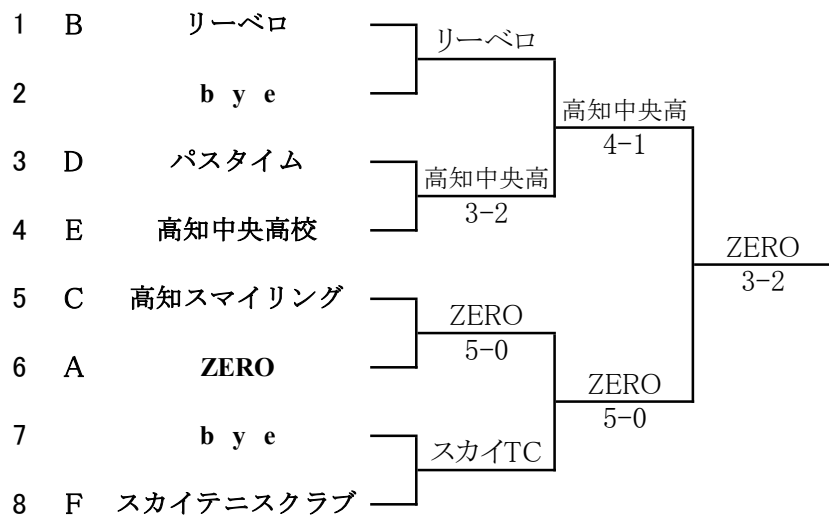 1 B リーベロ
リーベロ
2 b y e
高知中央高
4-1
3 D パスタイム
高知中央高
3-2
4 E 高知中央高校
ZERO
3-2
5 C 高知スマイリング
ZERO
5-0
6 A ZERO
ZERO
5-0
7 b y e
スカイTC
8 F スカイテニスクラブ